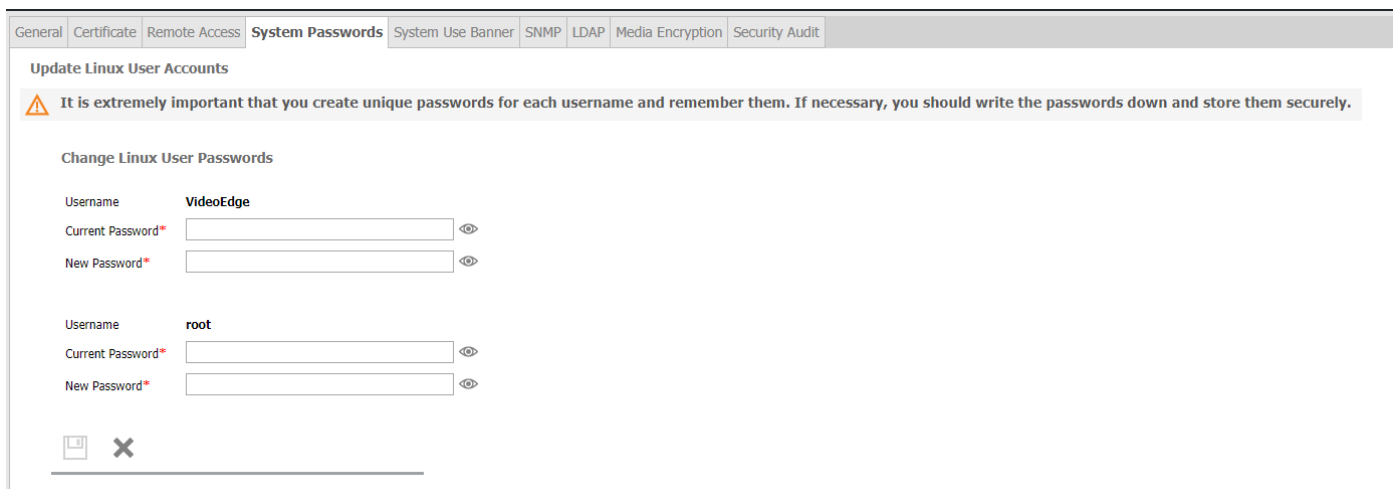 General Certificate Remote Access System Passwords System Use Banner SNMP LDAP Media Encryption Security Audit
Update Linux User Accounts
It is extremely important that you create unique passwords for each username and remember them. If necessary, you should write the passwords down and store them securely.
Change Linux User Passwords
Username VideoEdge
Current Password*
New Password*
Username root
Current Password*
New Password*